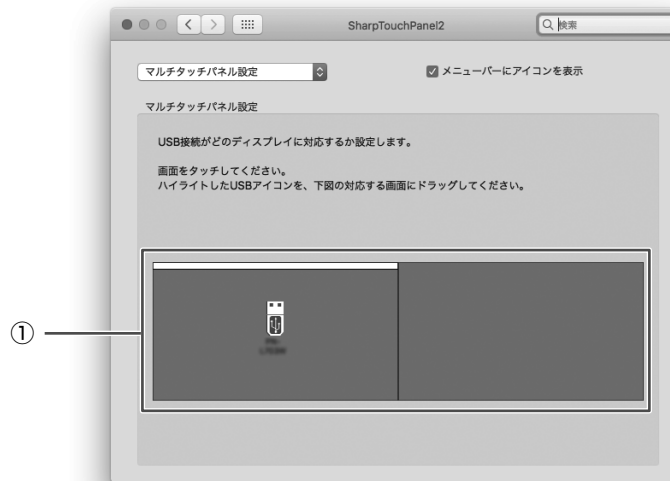 SharpTouchPanel2
検索
マルチタッチパネル設定
メニューバーにアイコンを表示
マルチタッチパネル設定
USB接続がどのディスプレイに対応するか設定します。
画面をタッチしてください。
ハイライトしたUSBアイコンを、下図の対応する画面にドラッグしてください。
①